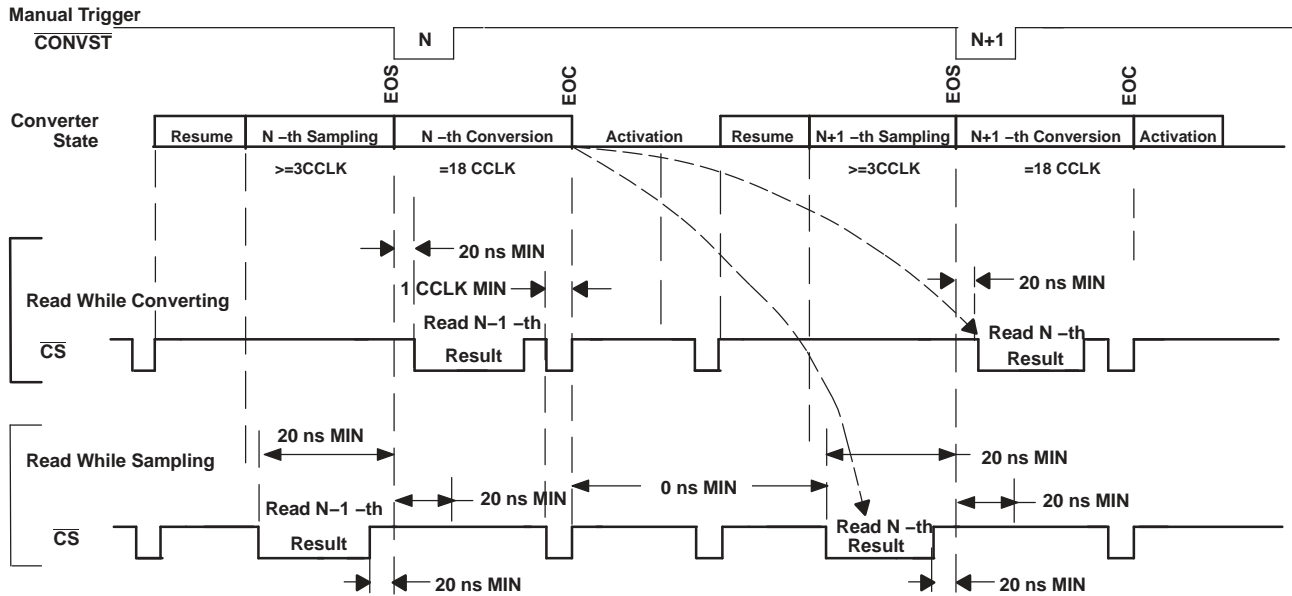 Manual Trigger
CONVST
N
N+1
EOS
EOC
EOS
EOC
Converter
State
Resume
N –th Sampling
N –th Conversion
Activation
Resume
N+1 –th Sampling
N+1 –th Conversion
Activation
>=3CCLK
=18 CCLK
>=3CCLK
=18 CCLK
20 ns MIN
20 ns MIN
1 CCLK MIN
Read While Converting
Read N–1 –th
Result
Read N –th
Result
CS
20 ns MIN
20 ns MIN
Read While Sampling
0 ns MIN
20 ns MIN
20 ns MIN
Read N–1 –th
Result
Read N –th
Result
CS
20 ns MIN
20 ns MIN